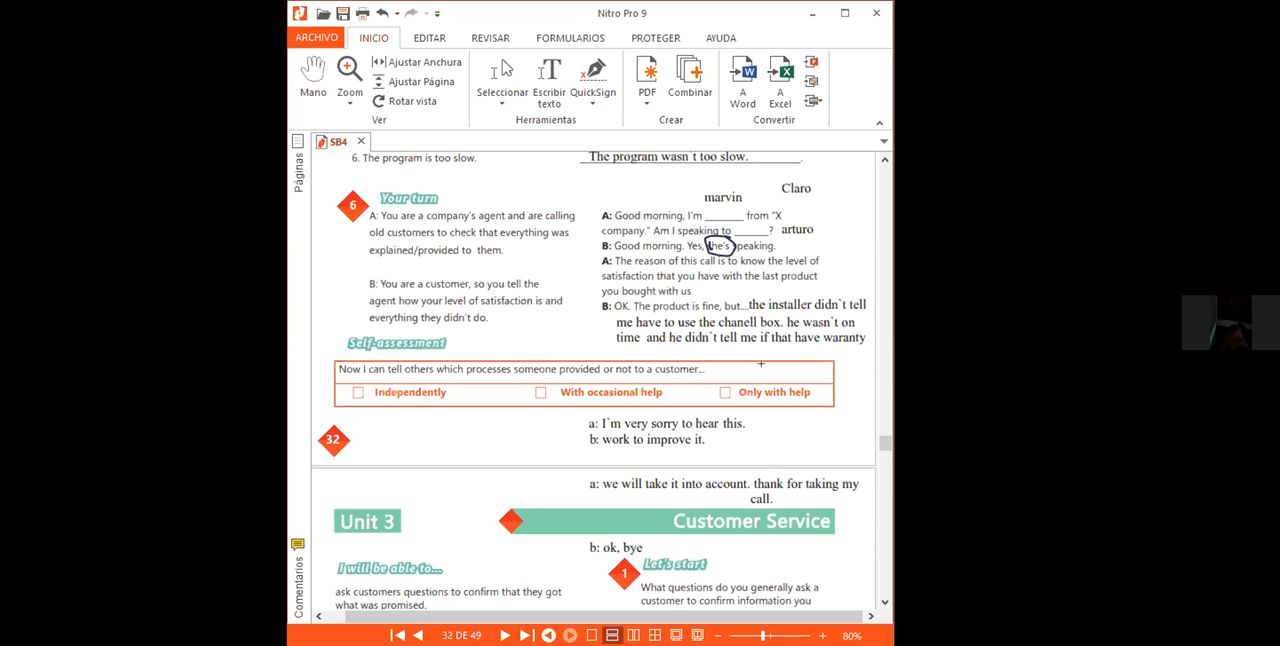 Nitro Pro 9
ARCHIVO INICIO EDITAR REVISAR FORMULARIOS PROTEGER AYUDA
Mano
Zoom
Ajustar Anchura
Ajustar Página
Rotar vista
Ver
Seleccionar
Escribir
texto
QuickSign
Herramientas
PDF
Combinar
Crear
A
Word
A
Excel
Convertir
SB4
Páginas
6. The program is too slow.
The program wasn`t too slow.
6
Your turn
A: You are a company's agent and are calling
old customers to check that everything was
explained/provided to them.
B: You are a customer, so you tell the
agent how your level of satisfaction is and
everything they didn't do.
Claro
marvin
A: Good morning, I'm _______ from "X
company." Am I speaking to ______?
arturo
B: Good morning. Yes, he's speaking.
A: The reason of this call is to know the level of
satisfaction that you have with the last product
you bought with us
B: OK. The product is fine, but...the installer didn`t tell
me have to use the chanell box. he wasn`t on
time and he didn`t tell me if that have waranty
Self-assessment
Now I can tell others which processes someone provided or not to a customer...
Independently With occasional help Only with help
a: I`m very sorry to hear this.
b: work to improve it.
32
a: we will take it into account. thank for taking my
call.
Unit 3
Customer Service
b: ok, bye
I will be able to...
ask customers questions to confirm that they got
what was promised.
1
Let's start
What questions do you generally ask a
customer to confirm information you
Comentarios
32 DE 49
80%